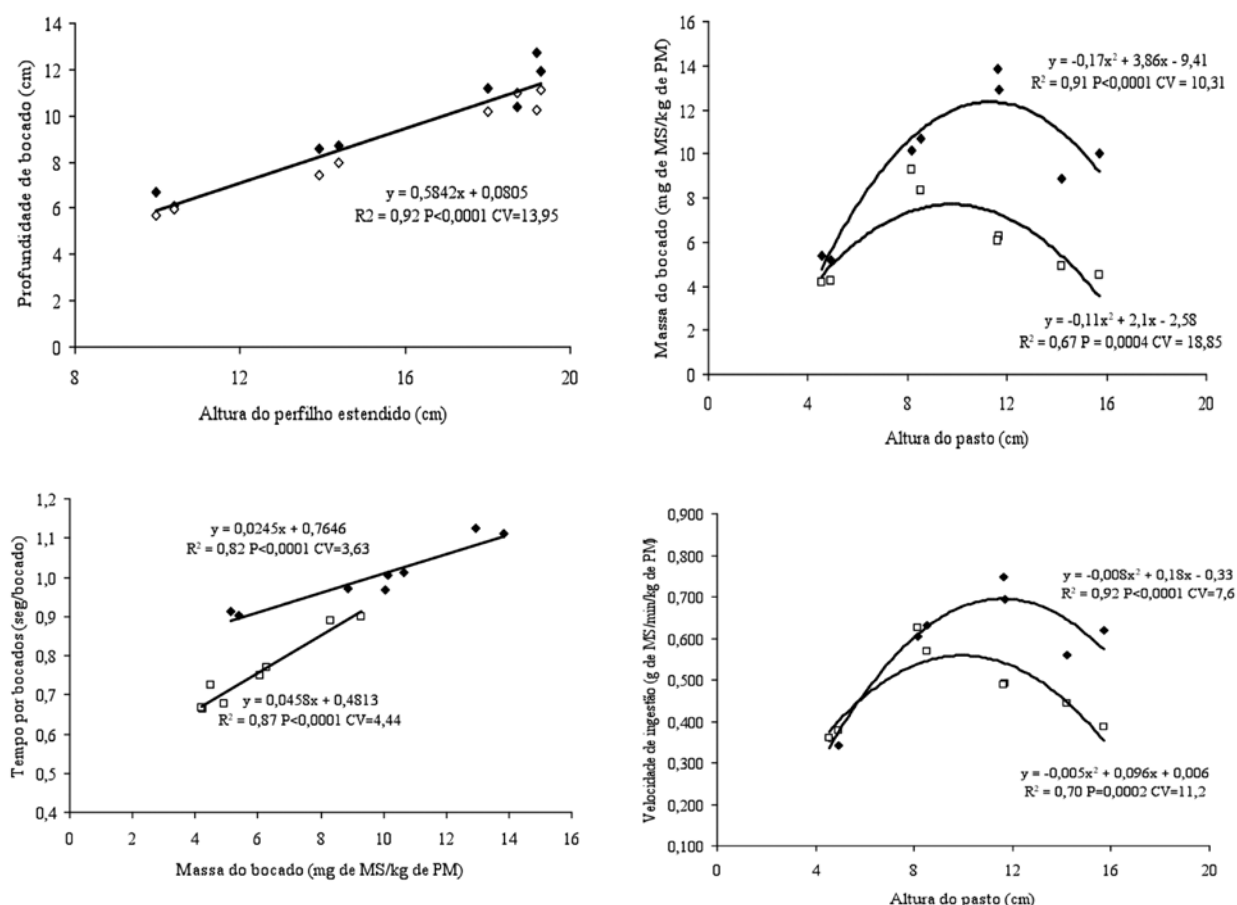 14
12
10
8
6
4
2
0
Profundidade de bocado (cm)
y = 0,5842x + 0,0805
R2 = 0,92 P<0,0001 CV=13,95
8 12 16 20
Altura do perfilho estendido (cm)
16
14
12
10
8
6
4
2
0
Massa do bocado (mg de MS/kg de PM)
y = -0,17x² + 3,86x - 9,41
R² = 0,91 P<0,0001 CV = 10,31
y = -0,11x² + 2,1x - 2,58
R² = 0,67 P = 0,0004 CV = 18,85
0 4 8 12 16 20
Altura do pasto (cm)
1,2
1,1
1,0
0,9
0,8
0,7
0,6
0,5
0,4
Tempo por bocados (seg/bocado)
y = 0,0245x + 0,7646
R² = 0,82 P<0,0001 CV=3,63
y = 0,0458x + 0,4813
R² = 0,87 P<0,0001 CV=4,44
0 2 4 6 8 10 12 14 16
Massa do bocado (mg de MS/kg de PM)
0,900
0,800
0,700
0,600
0,500
0,400
0,300
0,200
0,100
Velocidade de ingestão (g de MS/min/kg de PM)
y = -0,008x² + 0,18x - 0,33
R² = 0,92 P<0,0001 CV=7,6
y = -0,005x² + 0,096x + 0,006
R² = 0,70 P=0,0002 CV=11,2
0 4 8 12 16 20
Altura do pasto (cm)